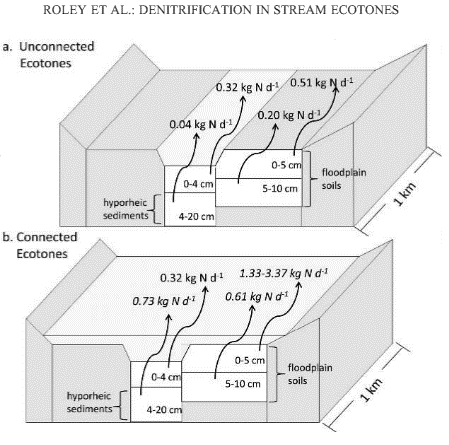 ROLEY ET AL.: DENITRIFICATION IN STREAM ECOTONES
a. Unconnected
Ecotones
0.32 kg N d-1
0.51 kg N d-1
0.04 kg N d-1
0.20 kg N d-1
0-5 cm
0-4 cm
5-10 cm
floodplain
soils
hyporheic
sediments
4-20 cm
1 km
b. Connected
Ecotones
0.32 kg N d-1
1.33-3.37 kg N d-1
0.73 kg N d-1
0.61 kg N d-1
0-5 cm
0-4 cm
5-10 cm
floodplain
soils
hyporheic
sediments
4-20 cm
1 km